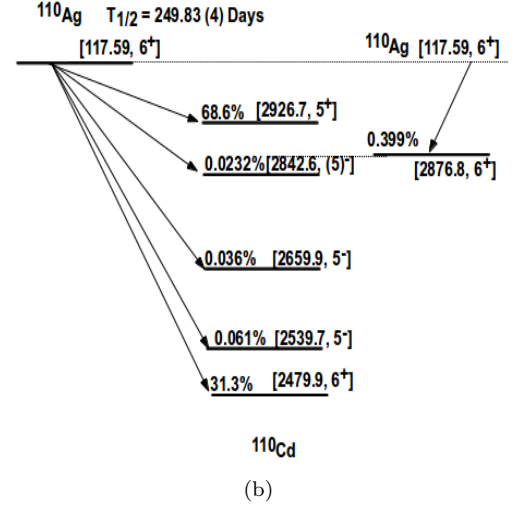 ¹¹⁰Ag T₁/₂ = 249.83 (4) Days
[117.59, 6⁺]
¹¹⁰Ag [117.59, 6⁺]
68.6% [2926.7, 5⁺]
0.399%
0.0232%[2842.6, (5)⁻]
[2876.8, 6⁺]
0.036% [2659.9, 5⁻]
0.061% [2539.7, 5⁻]
31.3% [2479.9, 6⁺]
¹¹⁰Cd
(b)